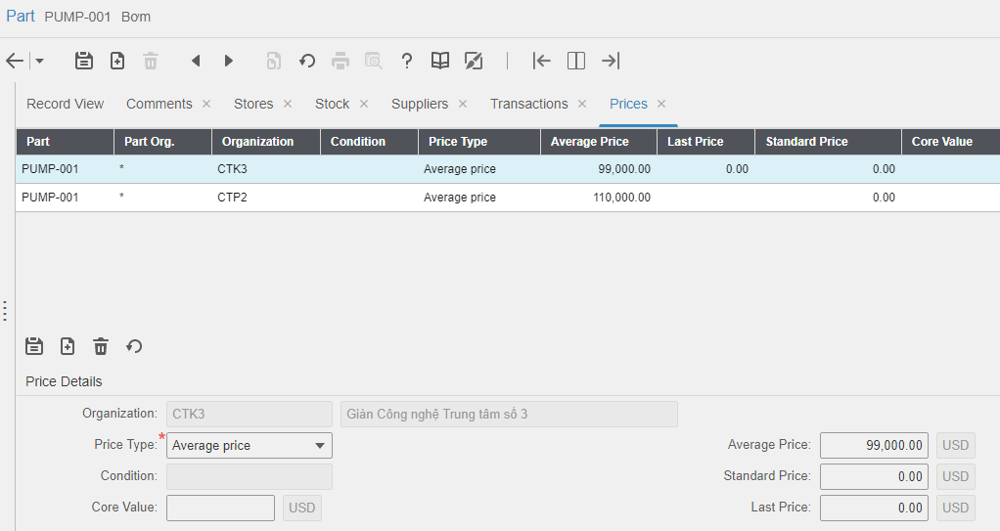 Part PUMP-001 Bơm
Record View Comments × Stores × Stock × Suppliers × Transactions × Prices ×
Part Part Org. Organization Condition Price Type Average Price Last Price Standard Price Core Value
PUMP-001 * CTK3 Average price 99,000.00 0.00 0.00
PUMP-001 * CTP2 Average price 110,000.00 0.00
Price Details
Organization: CTK3 Giàn Công nghệ Trung tâm số 3
Price Type: * Average price Average Price: 99,000.00 USD
Condition: Standard Price: 0.00 USD
Core Value: USD Last Price: 0.00 USD